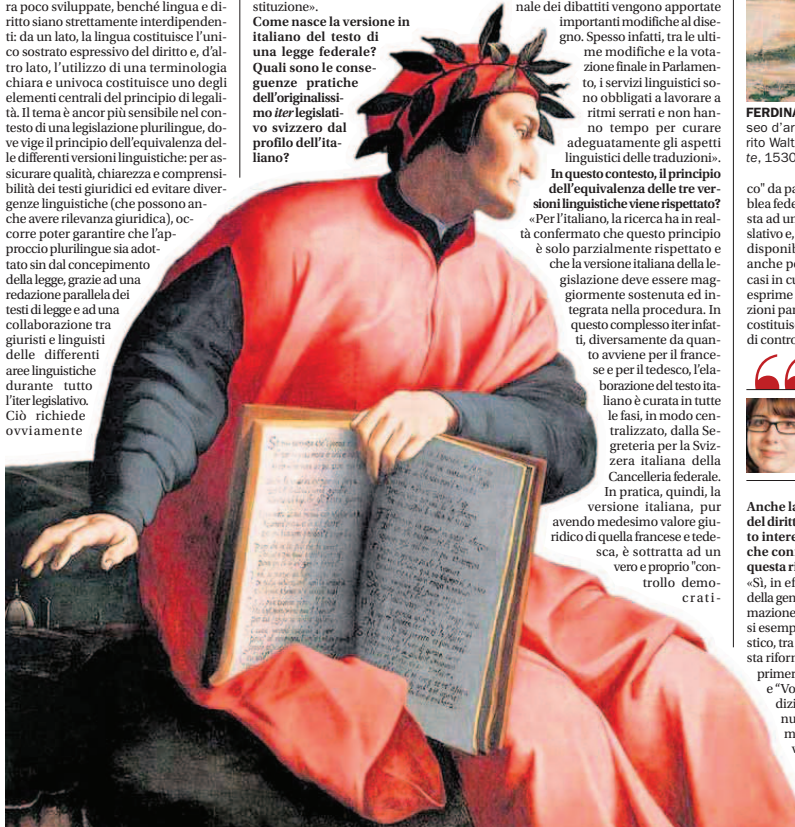 ra poco sviluppate, benché lingua e di-
ritto siano strettamente interdipenden-
ti: da un lato, la lingua costituisce l'uni-
co sostrato espressivo del diritto e, d'al-
tro lato, l'utilizzo di una terminologia
chiara e univoca costituisce uno degli
elementi centrali del principio di legali-
tà. Il tema è ancor più sensibile nel con-
testo di una legislazione plurilingue, do-
ve vige il principio dell'equivalenza del-
le differenti versioni linguistiche: per as-
sicurare qualità, chiarezza e comprensi-
bilità dei testi giuridici ed evitare diver-
genze linguistiche (che possono an-
che avere rilevanza giuridica), oc-
corre poter garantire che l'ap-
proccio plurilingue sia adot-
tato sin dal concepimento
della legge, grazie ad una
redazione parallela dei
testi di legge e ad una
collaborazione tra
giuristi e linguisti
delle differenti
aree linguistiche
durante tutto
l'iter legislativo.
Ciò richiede
ovviamente
stituzione».
Come nasce la versione in
italiano del testo di
una legge federale?
Quali sono le conse-
guenze pratiche
dell'originalissi-
mo iter legislati-
vo svizzero dal
profilo dell'ita-
liano?
nale dei dibattiti vengono apportate
importanti modifiche al dise-
gno. Spesso infatti, tra le ulti-
me modifiche e la vota-
zione finale in Parlamen-
to, i servizi linguistici so-
no obbligati a lavorare a
ritmi serrati e non han-
no tempo per curare
adeguatamente gli aspetti
linguistici delle traduzioni».
In questo contesto, il principio
dell'equivalenza delle tre ver-
sioni linguistiche viene rispettato?
«Per l'italiano, la ricerca ha in real-
tà confermato che questo principio
è solo parzialmente rispettato e
che la versione italiana della le-
gislazione deve essere mag-
giormente sostenuta ed in-
tegrata nella procedura. In
questo complesso iter infat-
ti, diversamente da quan-
to avviene per il france-
se e per il tedesco, l'ela-
borazione del testo ita-
liano è curata in tutte
le fasi, in modo cen-
tralizzato, dalla Se-
greteria per la Sviz-
zera italiana della
Cancelleria federale.
In pratica, quindi, la
versione italiana, pur
avendo medesimo valore giu-
ridico di quella francese e tede-
sca, è sottratta ad un
vero e proprio "con-
trollo demo-
crati-
FERDINA
seo d'ar
rito Walt
te, 1530
co" da pa
blea fede
sta ad un
slativo e,
disponib
anche pe
casi in cu
esprime
zioni par
costituis
di contro
Anche la
del diritt
to intere
che coni
questa ri
«Sì, in ef
della gen
mazione
si esemp
stico, tra
sta riform
primer
e "Vo
dizi
nu
m
v